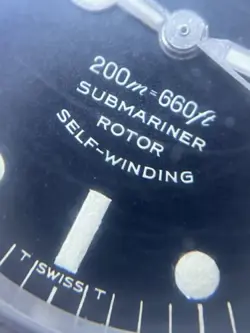 200m=660ft
SUBMARINER
ROTOR
SELF-WINDING
T SWISS T